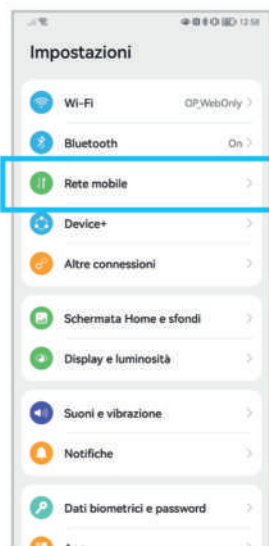 12:58
Impostazioni
Wi-Fi OP_WebOnly
Bluetooth On
Rete mobile
Device+
Altre connessioni
Schermata Home e sfondi
Display e luminosità
Suoni e vibrazione
Notifiche
Dati biometrici e password